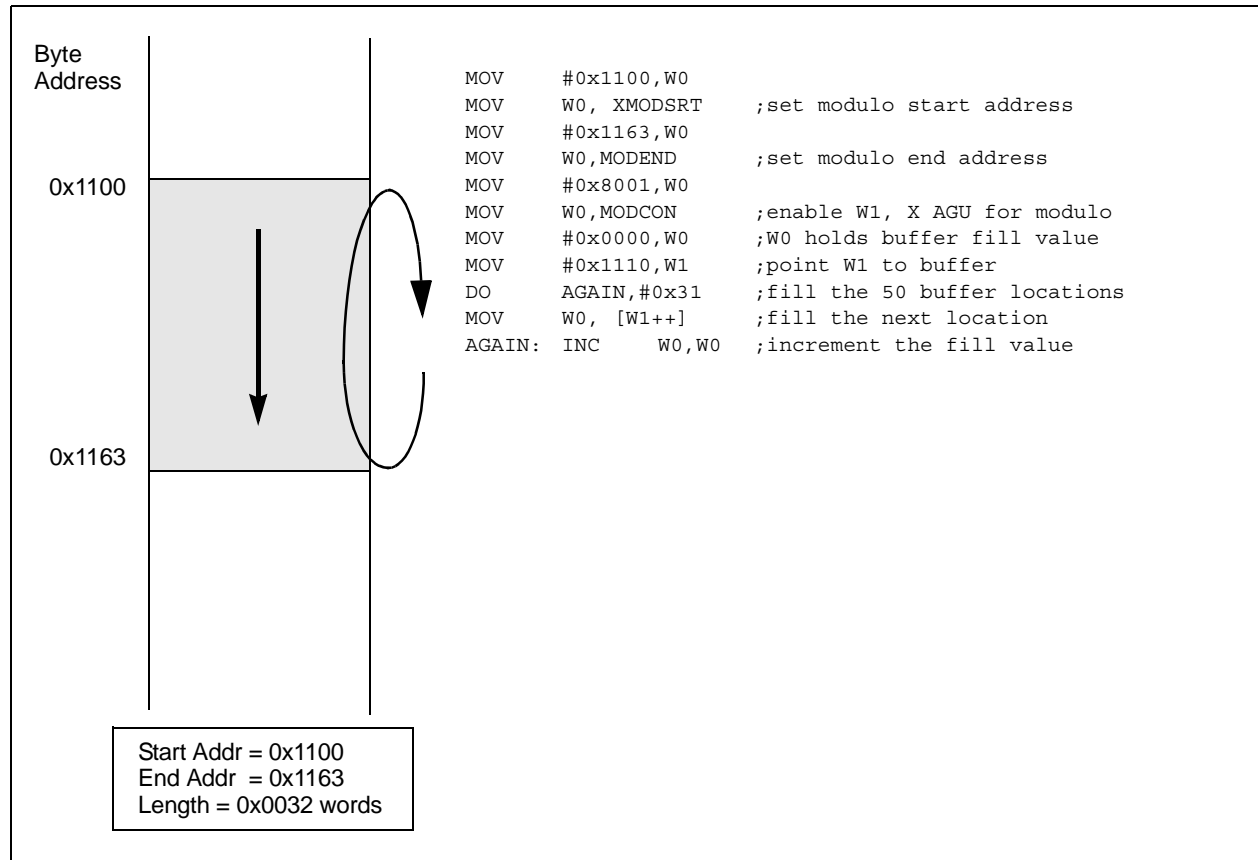 Byte
Address
0x1100
0x1163
MOV #0x1100,W0
MOV W0, XMODSRT ;set modulo start address
MOV #0x1163,W0
MOV W0,MODEND ;set modulo end address
MOV #0x8001,W0
MOV W0,MODCON ;enable W1, X AGU for modulo
MOV #0x0000,W0 ;W0 holds buffer fill value
MOV #0x1110,W1 ;point W1 to buffer
DO AGAIN,#0x31 ;fill the 50 buffer locations
MOV W0, [W1++] ;fill the next location
AGAIN: INC W0,W0 ;increment the fill value
Start Addr = 0x1100
End Addr = 0x1163
Length = 0x0032 words